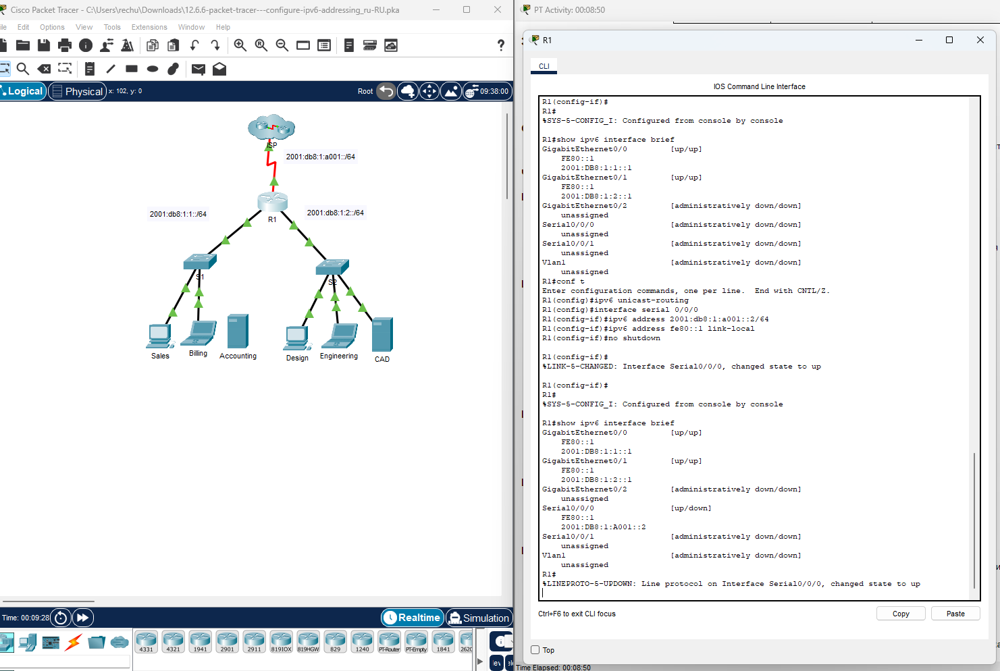 Cisco Packet Tracer - C:\Users\rechu\Downloads\12.6.6-packet-tracer---configure-ipv6-addressing_ru-RU.pka
Edit Options View Tools Extensions Window Help
Logical Physical x: 102, y: 0 Root 09:38:00
ISP
2001:db8:1:a001::/64
R1
2001:db8:1:1::/64
2001:db8:1:2::/64
S1
S2
Sales
Billing
Accounting
Design
Engineering
CAD
Time: 00:09:28
Realtime Simulation
4331 4321 1941 2901 2911 819IOX 819HGW 829 1240 PT-Router PT-Empty 1841 2620
PT Activity: 00:08:50
R1
CLI
IOS Command Line Interface
R1(config-if)#
R1#
%SYS-5-CONFIG_I: Configured from console by console
R1#show ipv6 interface brief
GigabitEthernet0/0 [up/up]
FE80::1
2001:DB8:1:1::1
GigabitEthernet0/1 [up/up]
FE80::1
2001:DB8:1:2::1
GigabitEthernet0/2 [administratively down/down]
unassigned
Serial0/0/0 [administratively down/down]
unassigned
Serial0/0/1 [administratively down/down]
unassigned
Vlan1 [administratively down/down]
unassigned
R1#conf t
Enter configuration commands, one per line. End with CNTL/Z.
R1(config)#ipv6 unicast-routing
R1(config)#interface serial 0/0/0
R1(config-if)#ipv6 address 2001:db8:1:a001::2/64
R1(config-if)#ipv6 address fe80::1 link-local
R1(config-if)#no shutdown
R1(config-if)#
%LINK-5-CHANGED: Interface Serial0/0/0, changed state to up
R1(config-if)#
R1#
%SYS-5-CONFIG_I: Configured from console by console
R1#show ipv6 interface brief
GigabitEthernet0/0 [up/up]
FE80::1
2001:DB8:1:1::1
GigabitEthernet0/1 [up/up]
FE80::1
2001:DB8:1:2::1
GigabitEthernet0/2 [administratively down/down]
unassigned
Serial0/0/0 [up/down]
FE80::1
2001:DB8:1:A001::2
Serial0/0/1 [administratively down/down]
unassigned
Vlan1 [administratively down/down]
unassigned
R1#
%LINEPROTO-5-UPDOWN: Line protocol on Interface Serial0/0/0, changed state to up
Ctrl+F6 to exit CLI focus
Copy Paste
Top
Time Elapsed: 00:08:50